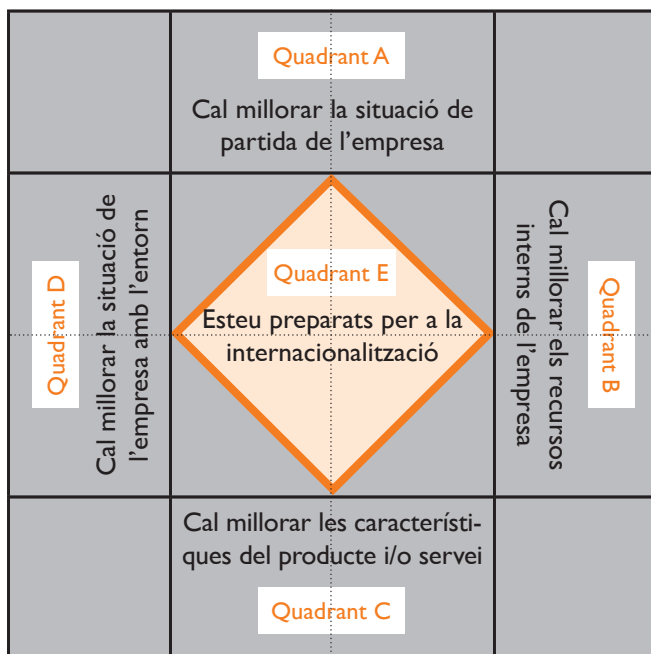 Quadrant A
Cal millorar la situació de
partida de l’empresa
Quadrant D
Cal millorar la situació de
l’empresa amb l’entorn
Quadrant E
Esteu preparats per a la
internacionalització
Cal millorar els recursos
interns de l’empresa
Quadrant B
Cal millorar les característi-
ques del producte i/o servei
Quadrant C